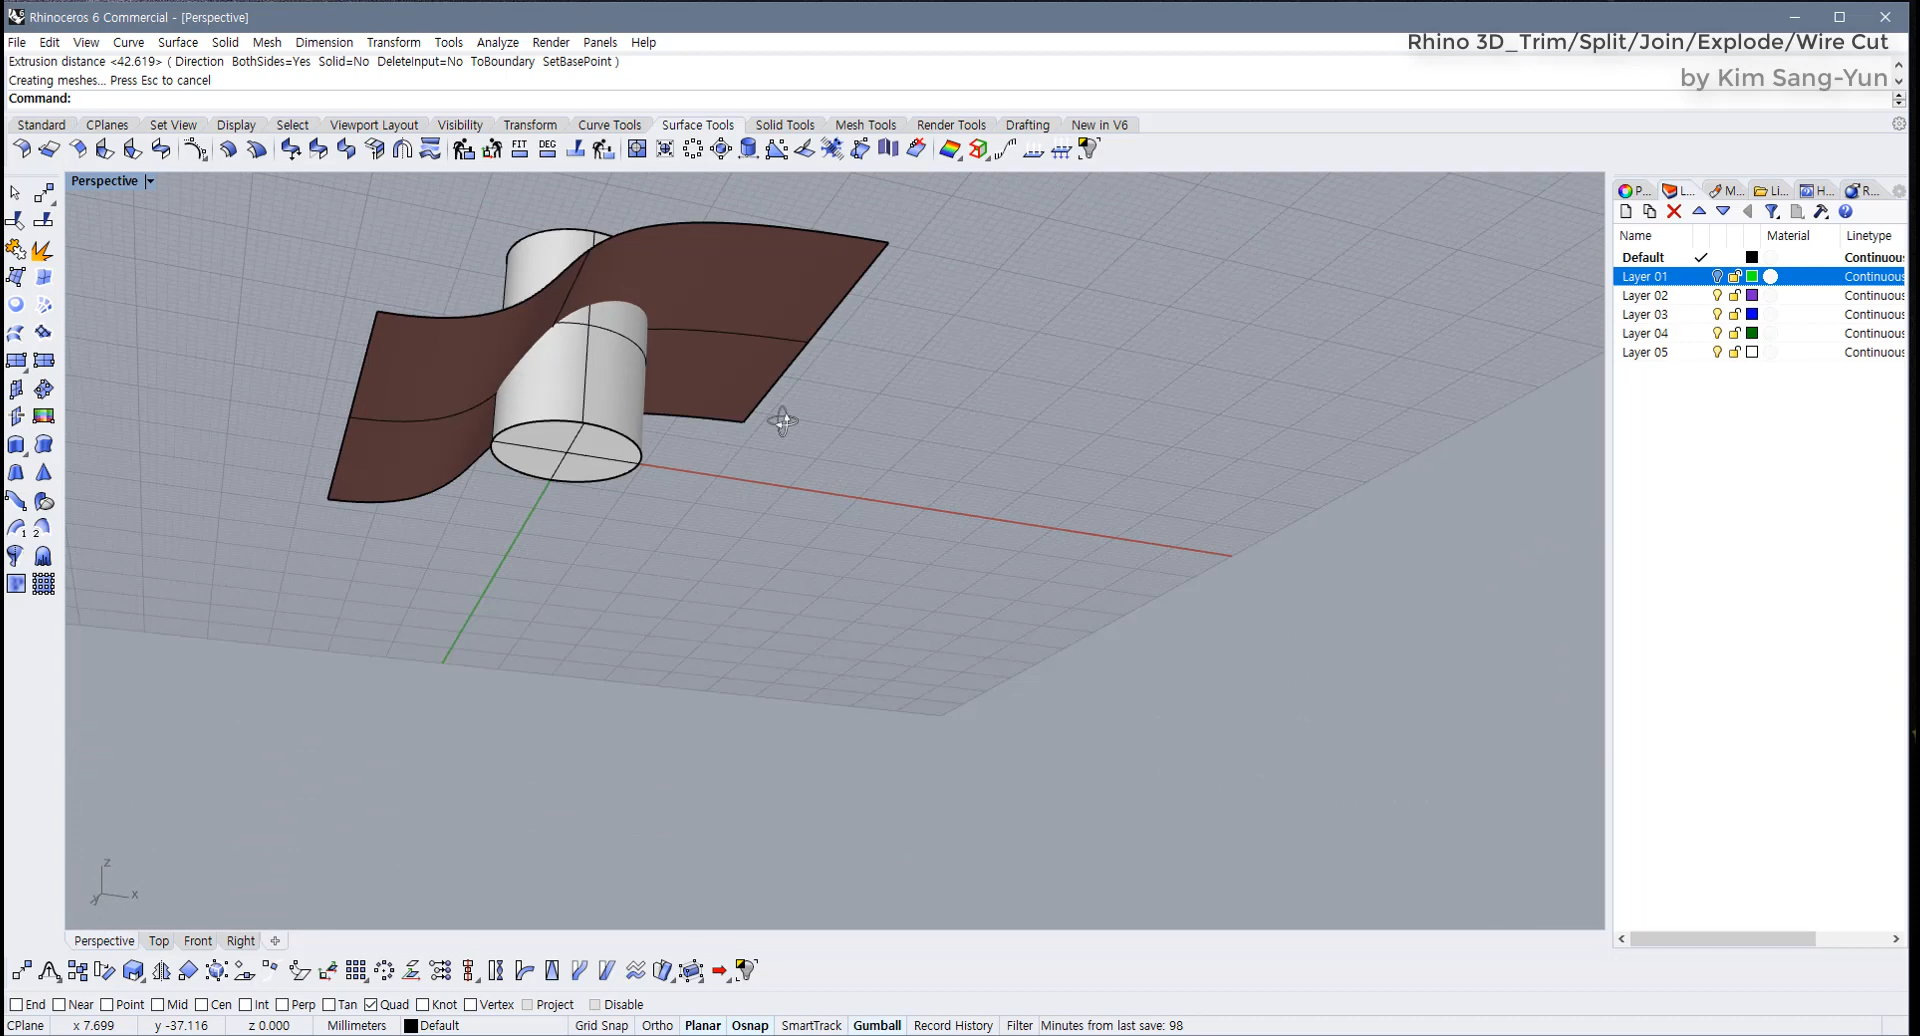 Rhinoceros 6 Commercial - [Perspective]
File Edit View Curve Surface Solid Mesh Dimension Transform Tools Analyze Render Panels Help
Rhino 3D_Trim/Split/Join/Explode/Wire Cut
by Kim Sang-Yun
Extrusion distance <42.619> ( Direction BothSides=Yes Solid=No DeleteInput=No ToBoundary SetBasePoint )
Creating meshes... Press Esc to cancel
Command:
Standard CPlanes Set View Display Select Viewport Layout Visibility Transform Curve Tools Surface Tools Solid Tools Mesh Tools Render Tools Drafting New in V6
FIT DEG
Perspective
P... L... M... Li... H... R...
Name Material Linetype
Default Continuous
Layer 01 Continuous
Layer 02 Continuous
Layer 03 Continuous
Layer 04 Continuous
Layer 05 Continuous
1 2
z
y x
Perspective Top Front Right
End Near Point Mid Cen Int Perp Tan Quad Knot Vertex Project Disable
CPlane x 7.699 y -37.116 z 0.000 Millimeters Default Grid Snap Ortho Planar Osnap SmartTrack Gumball Record History Filter Minutes from last save: 98